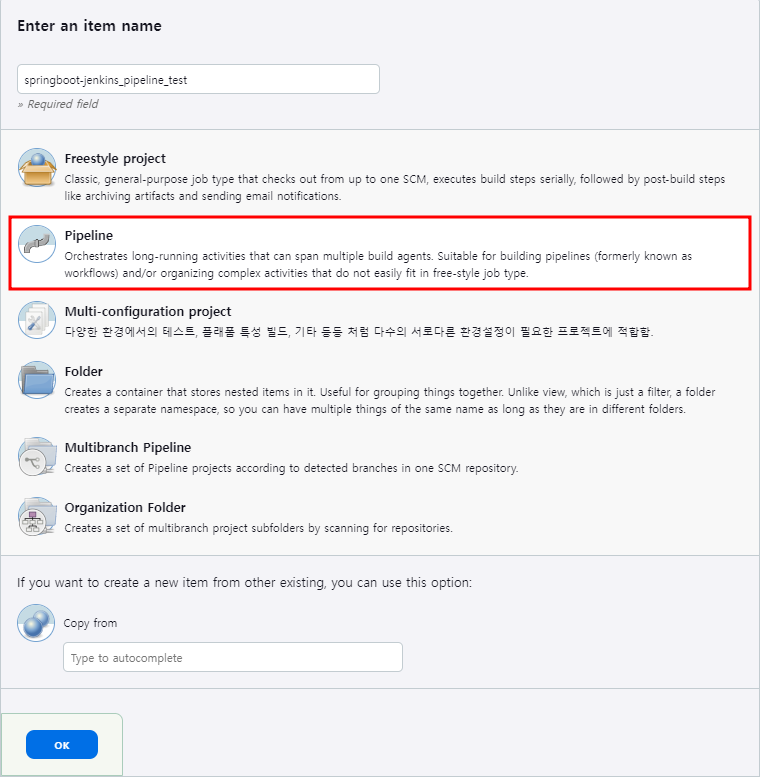 Enter an item name
springboot-jenkins_pipeline_test
» Required field
Freestyle project
Classic, general-purpose job type that checks out from up to one SCM, executes build steps serially, followed by post-build steps
like archiving artifacts and sending email notifications.
Pipeline
Orchestrates long-running activities that can span multiple build agents. Suitable for building pipelines (formerly known as
workflows) and/or organizing complex activities that do not easily fit in free-style job type.
Multi-configuration project
다양한 환경에서의 테스트, 플래폼 특성 빌드, 기타 등등 처럼 다수의 서로다른 환경설정이 필요한 프로젝트에 적합함.
Folder
Creates a container that stores nested items in it. Useful for grouping things together. Unlike view, which is just a filter, a folder
creates a separate namespace, so you can have multiple things of the same name as long as they are in different folders.
Multibranch Pipeline
Creates a set of Pipeline projects according to detected branches in one SCM repository.
Organization Folder
Creates a set of multibranch project subfolders by scanning for repositories.
If you want to create a new item from other existing, you can use this option:
Copy from
Type to autocomplete
OK